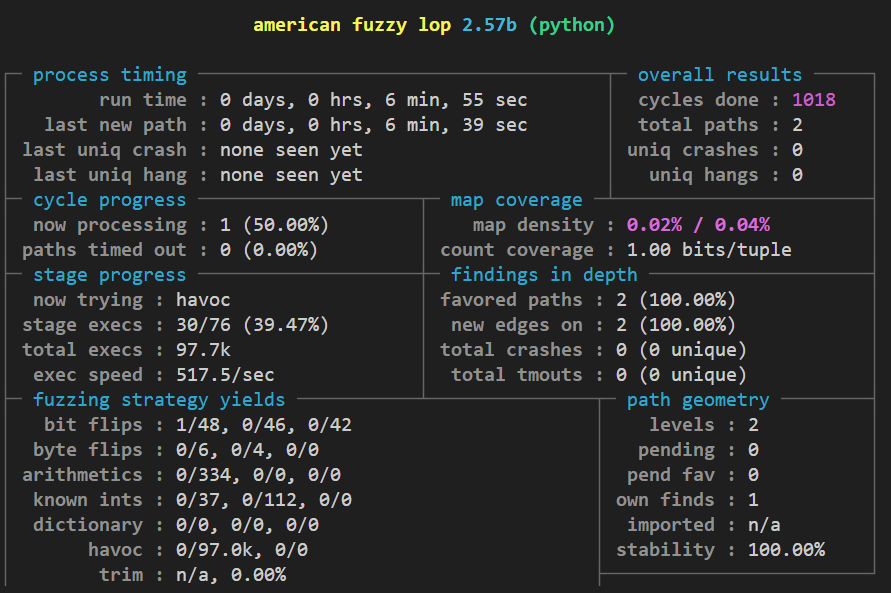 american fuzzy lop 2.57b (python)
process timing
overall results
run time : 0 days, 0 hrs, 6 min, 55 sec
cycles done : 1018
last new path : 0 days, 0 hrs, 6 min, 39 sec
total paths : 2
last uniq crash : none seen yet
uniq crashes : 0
last uniq hang : none seen yet
uniq hangs : 0
cycle progress
map coverage
now processing : 1 (50.00%)
map density : 0.02% / 0.04%
paths timed out : 0 (0.00%)
count coverage : 1.00 bits/tuple
stage progress
findings in depth
now trying : havoc
favored paths : 2 (100.00%)
stage execs : 30/76 (39.47%)
new edges on : 2 (100.00%)
total execs : 97.7k
total crashes : 0 (0 unique)
exec speed : 517.5/sec
total tmouts : 0 (0 unique)
fuzzing strategy yields
path geometry
bit flips : 1/48, 0/46, 0/42
levels : 2
byte flips : 0/6, 0/4, 0/0
pending : 0
arithmetics : 0/334, 0/0, 0/0
pend fav : 0
known ints : 0/37, 0/112, 0/0
own finds : 1
dictionary : 0/0, 0/0, 0/0
imported : n/a
havoc : 0/97.0k, 0/0
stability : 100.00%
trim : n/a, 0.00%